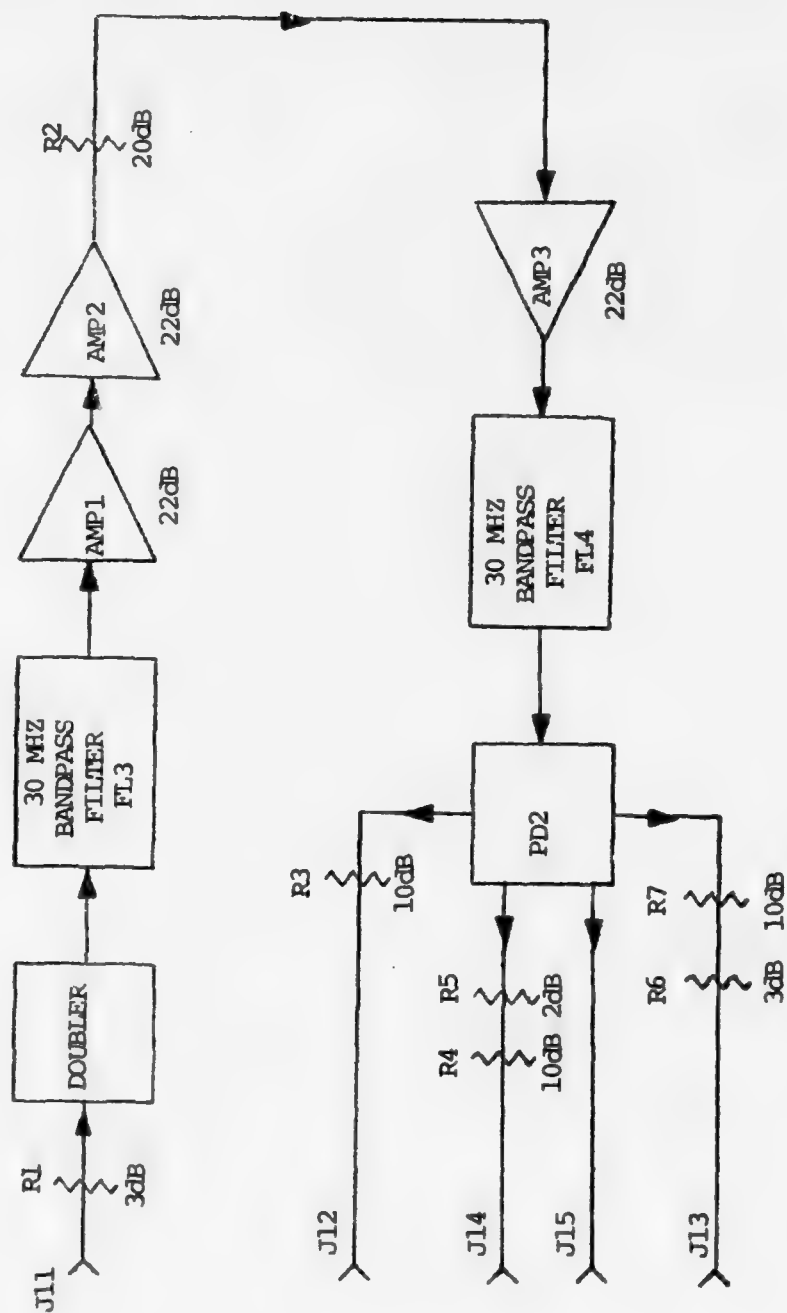 J11
R1
3dB
DOUBLER
30 MHZ
BANDPASS
FILTER
FL3
AMP1
22dB
AMP2
22dB
R2
20dB
AMP3
22dB
30 MHZ
BANDPASS
FILTER
FL4
PD2
J12
R3
10dB
J14
R4
10dB
R5
2dB
J15
J13
R6
3dB
R7
10dB